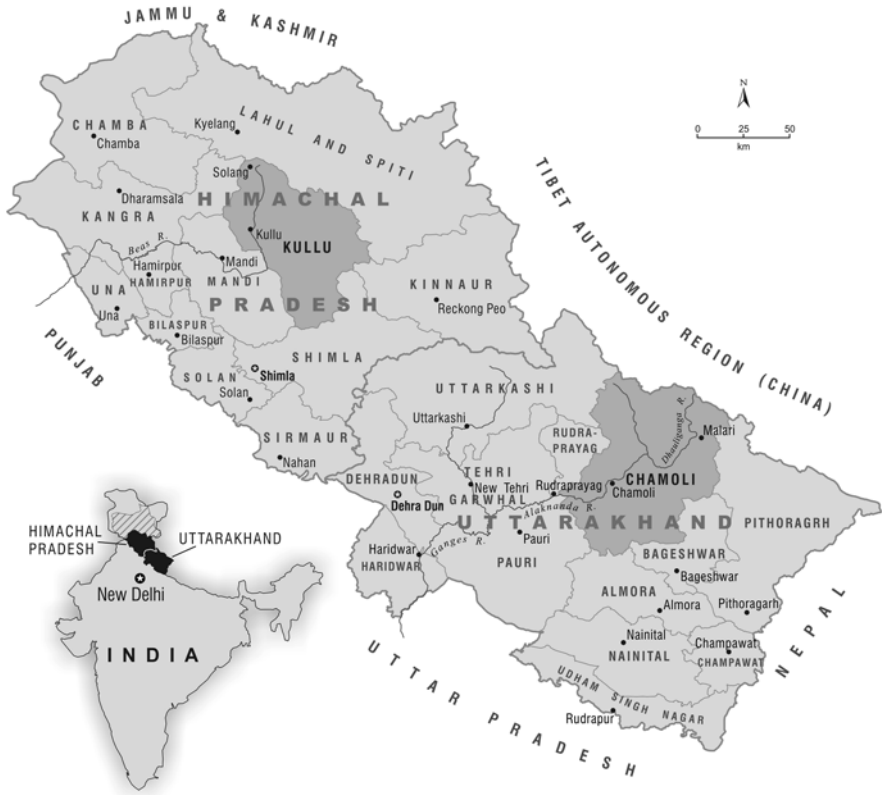 JAMMU & KASHMIR
N
0 25 50
km
CHAMBA
Chamba
Kyelang
LAHUL AND SPITI
Solang
Dharamsala
HIMACHAL
KANGRA
Kullu
KULLU
Beas R.
Mandi
MANDI
Hamirpur
HAMIRPUR
UNA
Una
PRADESH
KINNAUR
Reckong Peo
TIBET AUTONOMOUS REGION (CHINA)
BILASPUR
Bilaspur
PUNJAB
SHIMLA
Shimla
SOLAN
Solan
SIRMAUR
Nahan
UTTARKASHI
Uttarkashi
RUDRA-
PRAYAG
Dhauliganga R.
Malari
DEHRADUN
Dehra Dun
TEHRI
New Tehri
GARWHAL
Rudraprayag
CHAMOLI
Chamoli
Alaknanda R.
UTTARAKHAND
PITHORAGRH
Pauri
Ganges R.
Haridwar
HARIDWAR
PAURI
BAGESHWAR
Bageshwar
ALMORA
Almora
Pithoragarh
Nainital
NAINITAL
Champawat
CHAMPAWAT
NEPAL
UDHAM SINGH NAGAR
Rudrapur
UTTAR PRADESH
HIMACHAL
PRADESH
UTTARAKHAND
New Delhi
INDIA